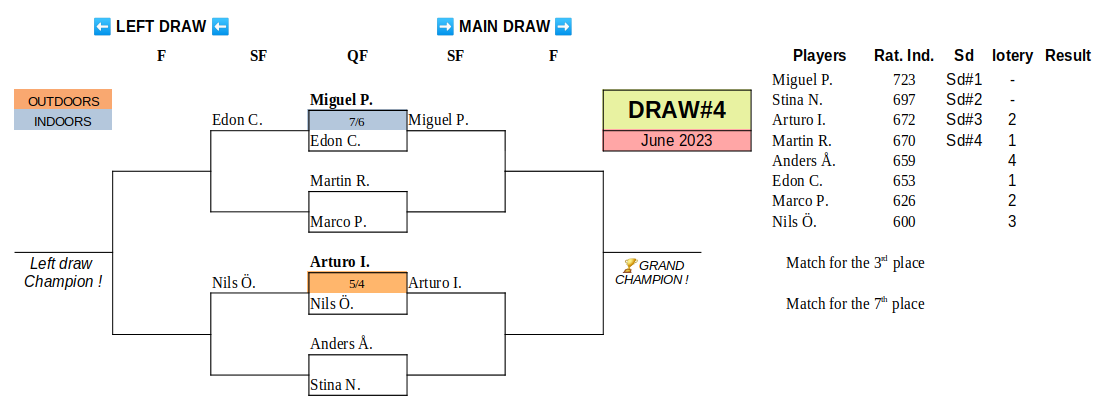 ⬅ LEFT DRAW ⬅
➡ MAIN DRAW ➡
F SF QF SF F
Players Rat. Ind. Sd lotery Result
OUTDOORS
INDOORS
Miguel P.
Edon C. 7/6 Miguel P.
Edon C.
Martin R.
Marco P.
Left draw
Champion !
Arturo I.
Nils Ö. 5/4 Arturo I.
Nils Ö.
Anders Å.
Stina N.
DRAW#4
June 2023
🏆 GRAND
CHAMPION !
Miguel P. 723 Sd#1 -
Stina N. 697 Sd#2 -
Arturo I. 672 Sd#3 2
Martin R. 670 Sd#4 1
Anders Å. 659 4
Edon C. 653 1
Marco P. 626 2
Nils Ö. 600 3
Match for the 3rd place
Match for the 7th place